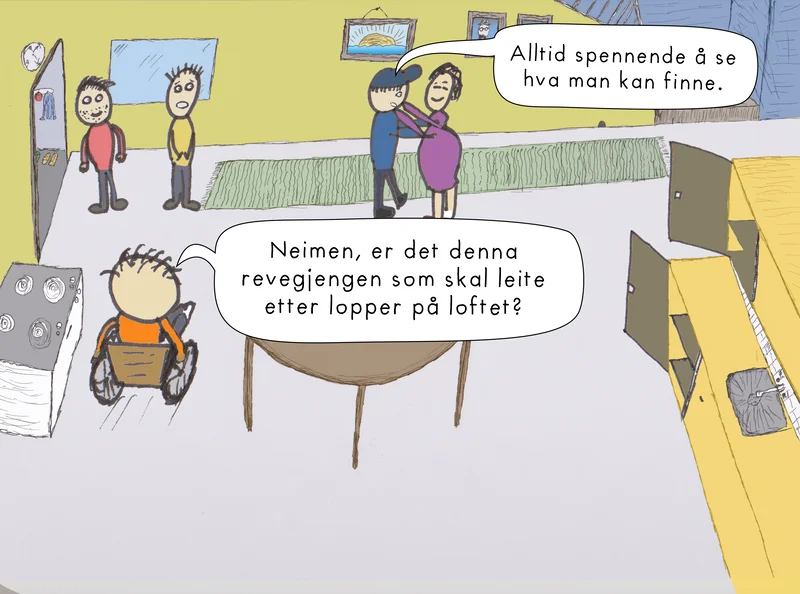 Alltid spennende å se
hva man kan finne.
Neimen, er det denna
revegjengen som skal leite
etter lopper på loftet?